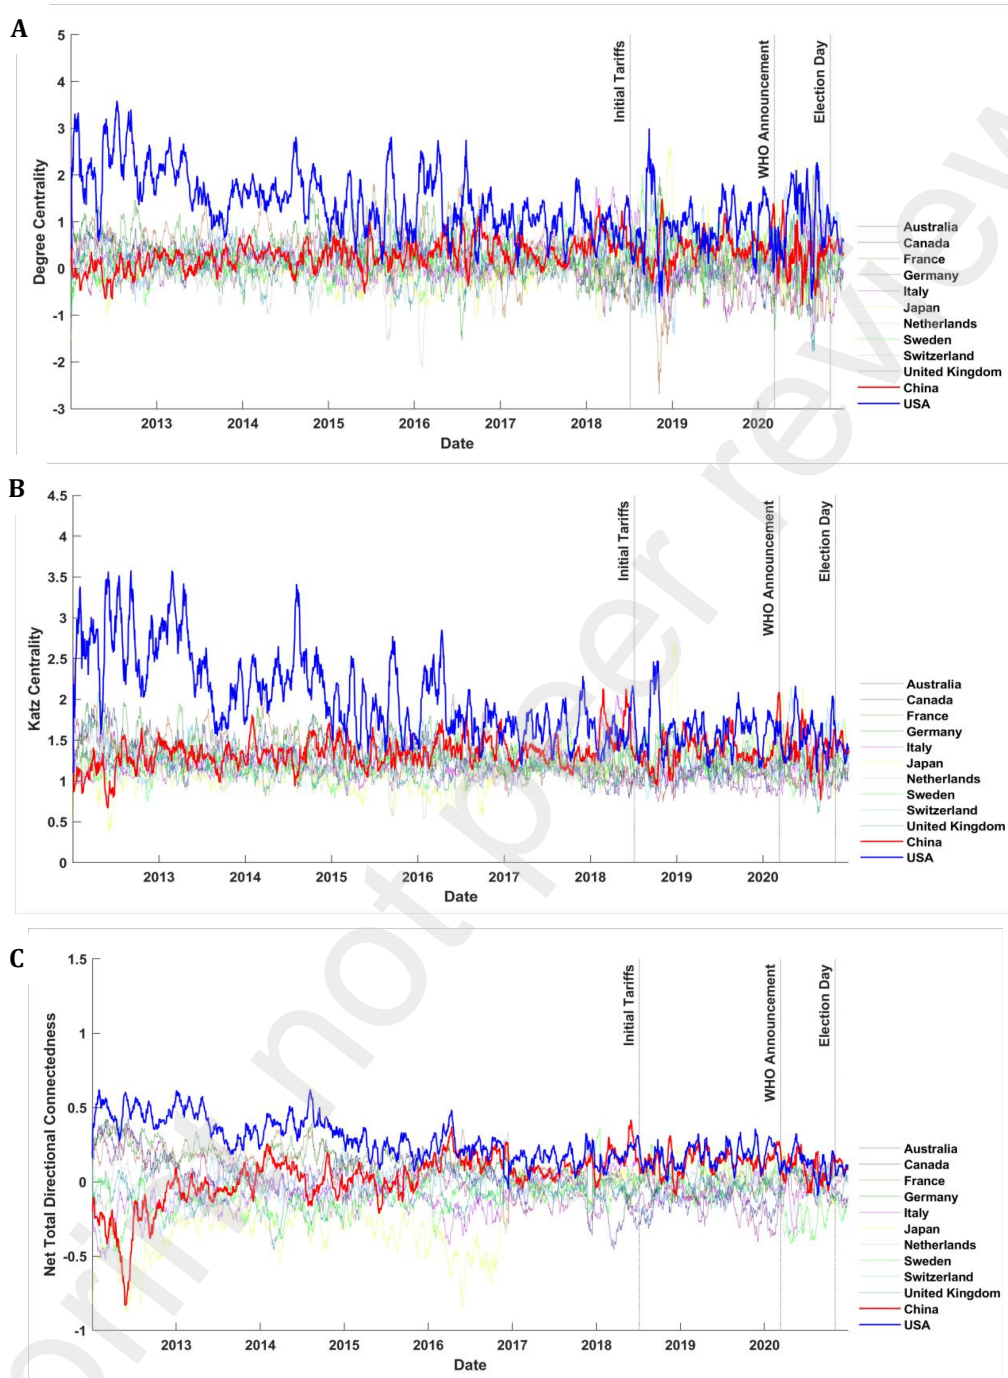 A
5
4
3
2
1
0
-1
-2
-3
Degree Centrality
2013 2014 2015 2016 2017 2018 2019 2020
Date
Initial Tariffs
WHO Announcement
Election Day
Australia
Canada
France
Germany
Italy
Japan
Netherlands
Sweden
Switzerland
United Kingdom
China
USA
B
4.5
4
3.5
3
2.5
2
1.5
1
0.5
0
Katz Centrality
2013 2014 2015 2016 2017 2018 2019 2020
Date
Initial Tariffs
WHO Announcement
Election Day
Australia
Canada
France
Germany
Italy
Japan
Netherlands
Sweden
Switzerland
United Kingdom
China
USA
C
1.5
1
0.5
0
-0.5
-1
Net Total Directional Connectedness
2013 2014 2015 2016 2017 2018 2019 2020
Date
Initial Tariffs
WHO Announcement
Election Day
Australia
Canada
France
Germany
Italy
Japan
Netherlands
Sweden
Switzerland
United Kingdom
China
USA
print not peer review